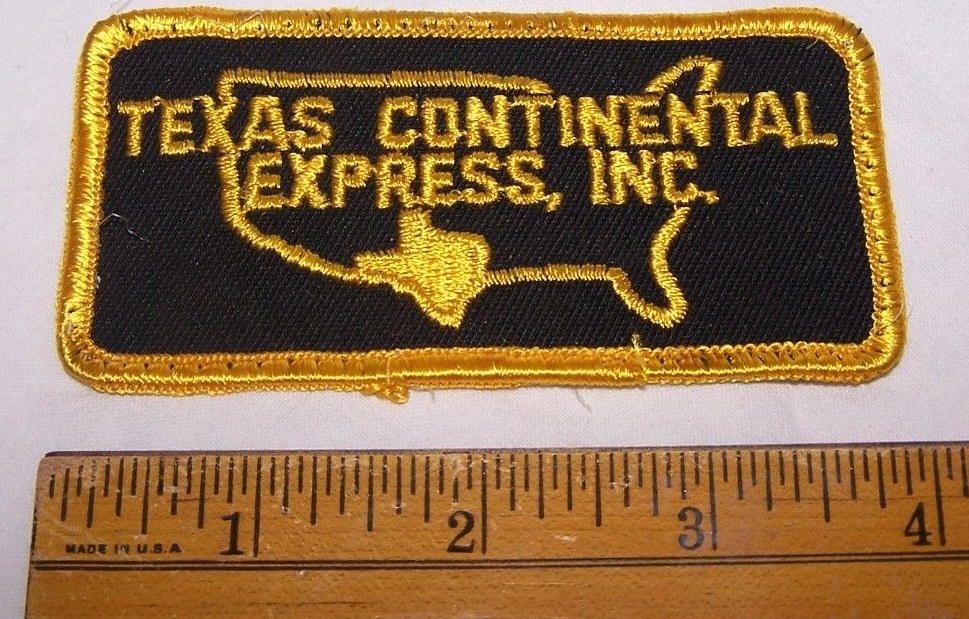 TEXAS CONTINENTAL
EXPRESS, INC.
1 2 3 4
MADE IN U.S.A